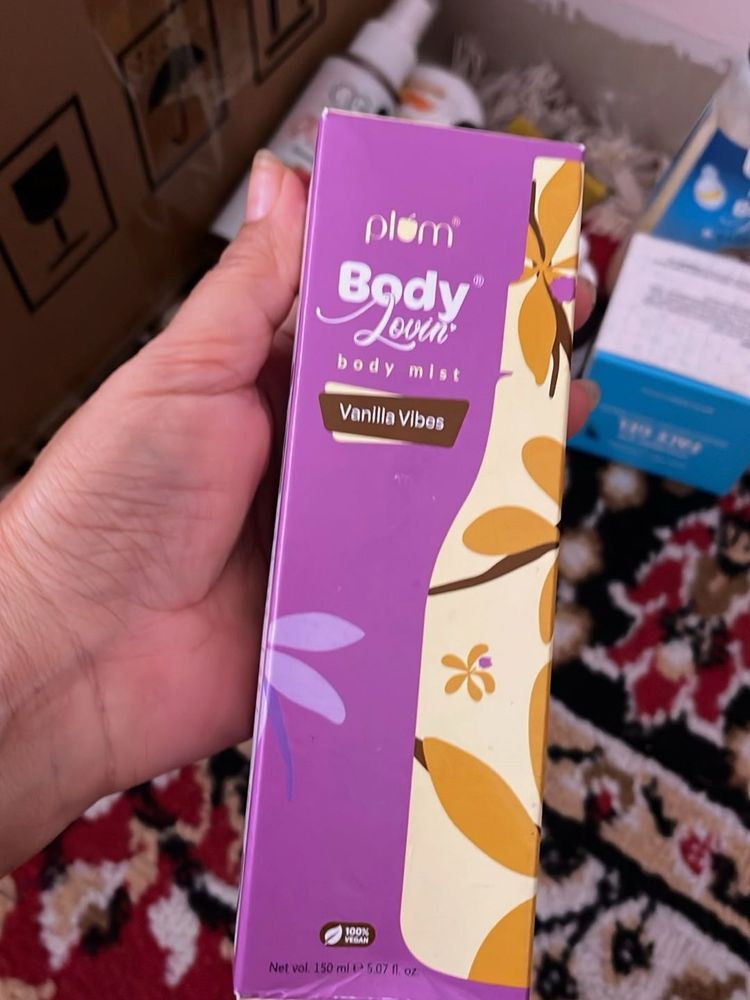 plum®
Body®
Lovin'
body mist
Vanilla Vibes
100%
VEGAN
Net vol. 150 ml ℮ 5.07 fl. oz.